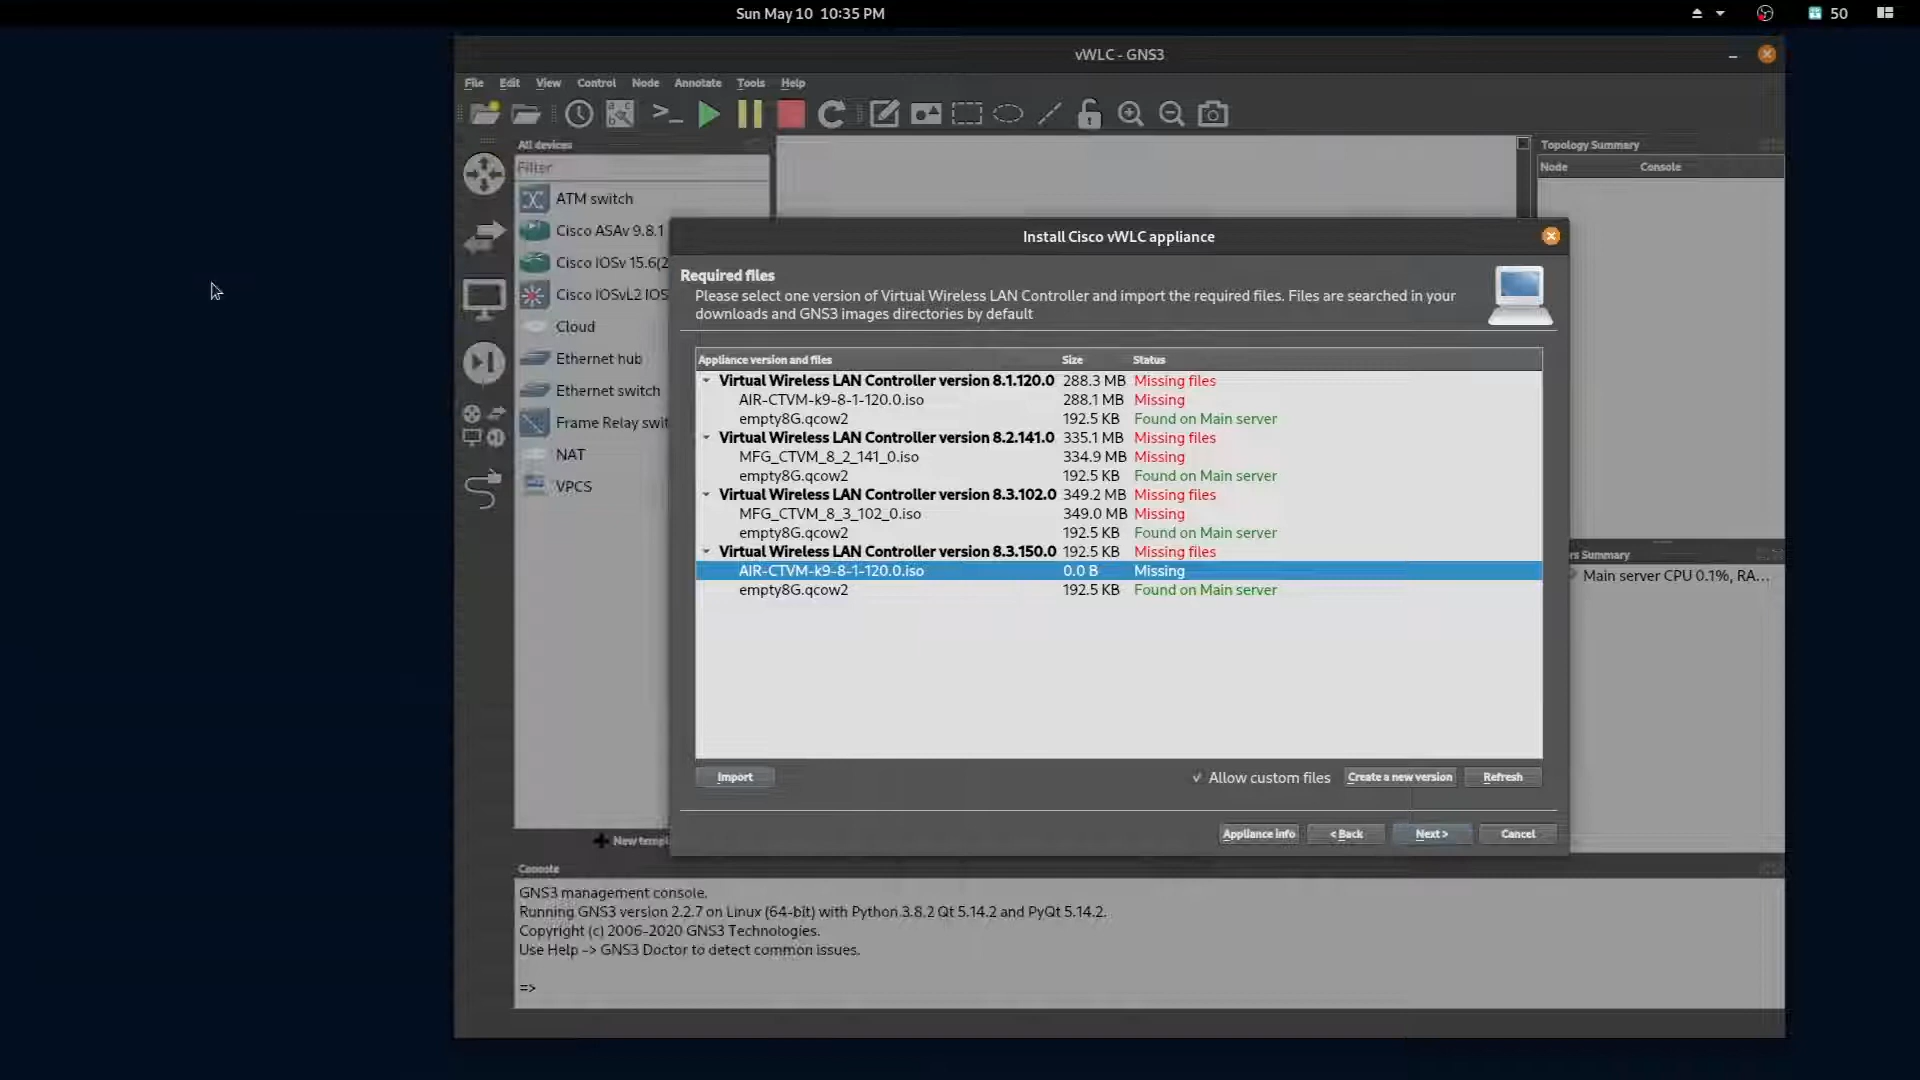 Sun May 10 10:35 PM
50
vWLC - GNS3
File Edit View Control Node Annotate Tools Help
All devices
Filter
ATM switch
Cisco ASAv 9.8.1
Cisco IOSv 15.6(2
Cisco IOSvL2 IOS
Cloud
Ethernet hub
Ethernet switch
Frame Relay swit
NAT
VPCS
New templ
Topology Summary
Node Console
rs Summary
Main server CPU 0.1%, RA...
Install Cisco vWLC appliance
Required files
Please select one version of Virtual Wireless LAN Controller and import the required files. Files are searched in your
downloads and GNS3 images directories by default
Appliance version and files Size Status
Virtual Wireless LAN Controller version 8.1.120.0 288.3 MB Missing files
AIR-CTVM-k9-8-1-120.0.iso 288.1 MB Missing
empty8G.qcow2 192.5 KB Found on Main server
Virtual Wireless LAN Controller version 8.2.141.0 335.1 MB Missing files
MFG_CTVM_8_2_141_0.iso 334.9 MB Missing
empty8G.qcow2 192.5 KB Found on Main server
Virtual Wireless LAN Controller version 8.3.102.0 349.2 MB Missing files
MFG_CTVM_8_3_102_0.iso 349.0 MB Missing
empty8G.qcow2 192.5 KB Found on Main server
Virtual Wireless LAN Controller version 8.3.150.0 192.5 KB Missing files
AIR-CTVM-k9-8-1-120.0.iso 0.0 B Missing
empty8G.qcow2 192.5 KB Found on Main server
Import Allow custom files Create a new version Refresh
Appliance info < Back Next > Cancel
Console
GNS3 management console.
Running GNS3 version 2.2.7 on Linux (64-bit) with Python 3.8.2 Qt 5.14.2 and PyQt 5.14.2.
Copyright (c) 2006-2020 GNS3 Technologies.
Use Help -> GNS3 Doctor to detect common issues.
=>